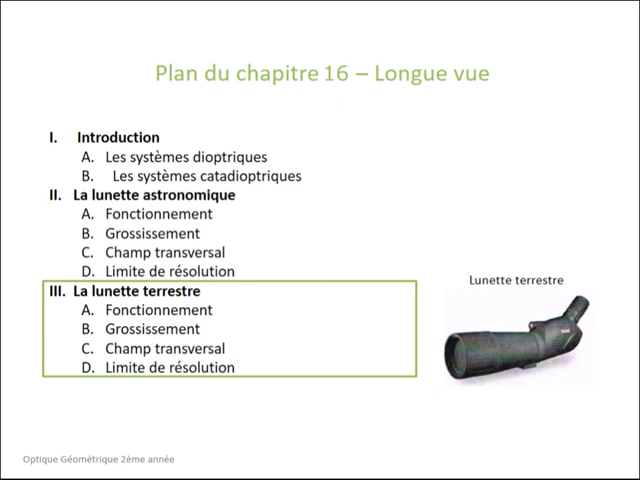 Plan du chapitre 16 – Longue vue
I. Introduction
A. Les systèmes dioptriques
B. Les systèmes catadioptriques
II. La lunette astronomique
A. Fonctionnement
B. Grossissement
C. Champ transversal
D. Limite de résolution
III. La lunette terrestre
A. Fonctionnement
B. Grossissement
C. Champ transversal
D. Limite de résolution
Lunette terrestre
Optique Géométrique 2ème année